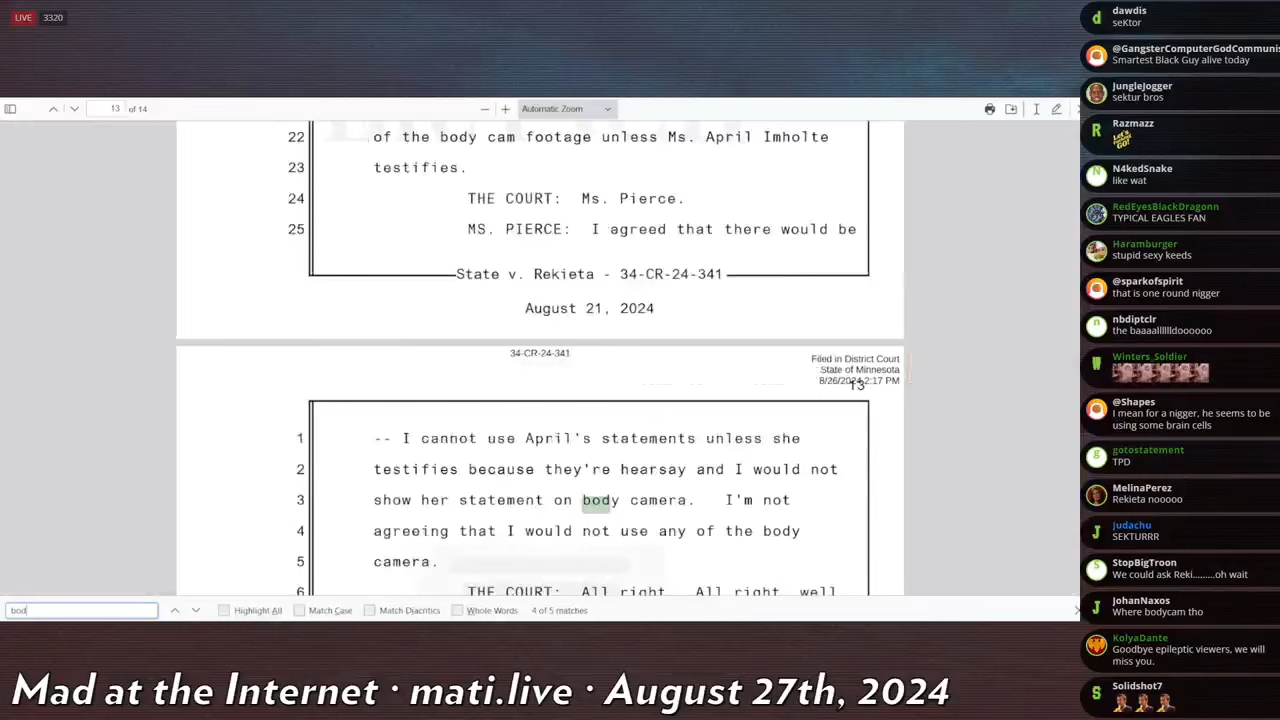 LIVE 3320
13 of 14
Automatic Zoom
22 of the body cam footage unless Ms. April Imholte
23 testifies.
24 THE COURT: Ms. Pierce.
25 MS. PIERCE: I agreed that there would be
State v. Rekieta - 34-CR-24-341
August 21, 2024
34-CR-24-341
Filed in District Court
State of Minnesota
8/26/2024 2:17 PM
13
1 -- I cannot use April's statements unless she
2 testifies because they're hearsay and I would not
3 show her statement on body camera. I'm not
4 agreeing that I would not use any of the body
5 camera.
6 THE COURT: All right. All right, well
bod
Highlight All
Match Case
Match Diacritics
Whole Words
4 of 5 matches
Mad at the Internet · mati.live · August 27th, 2024
dawdis
seKtor
@GangsterComputerGodCommunis
Smartest Black Guy alive today
JungleJogger
sektur bros
Razmazz
LET'S GO!
N4kedSnake
like wat
RedEyesBlackDragonn
TYPICAL EAGLES FAN
Haramburger
stupid sexy keeds
@sparkofspirit
that is one round nigger
nbdiptclr
the baaaallllldoooooo
Winters_Soldier
@Shapes
I mean for a nigger, he seems to be
using some brain cells
gotostatement
TPD
MelinaPerez
Rekieta nooooo
Judachu
SEKTURRR
StopBigTroon
We could ask Reki.........oh wait
JohanNaxos
Where bodycam tho
KolyaDante
Goodbye epileptic viewers, we will
miss you.
Solidshot7